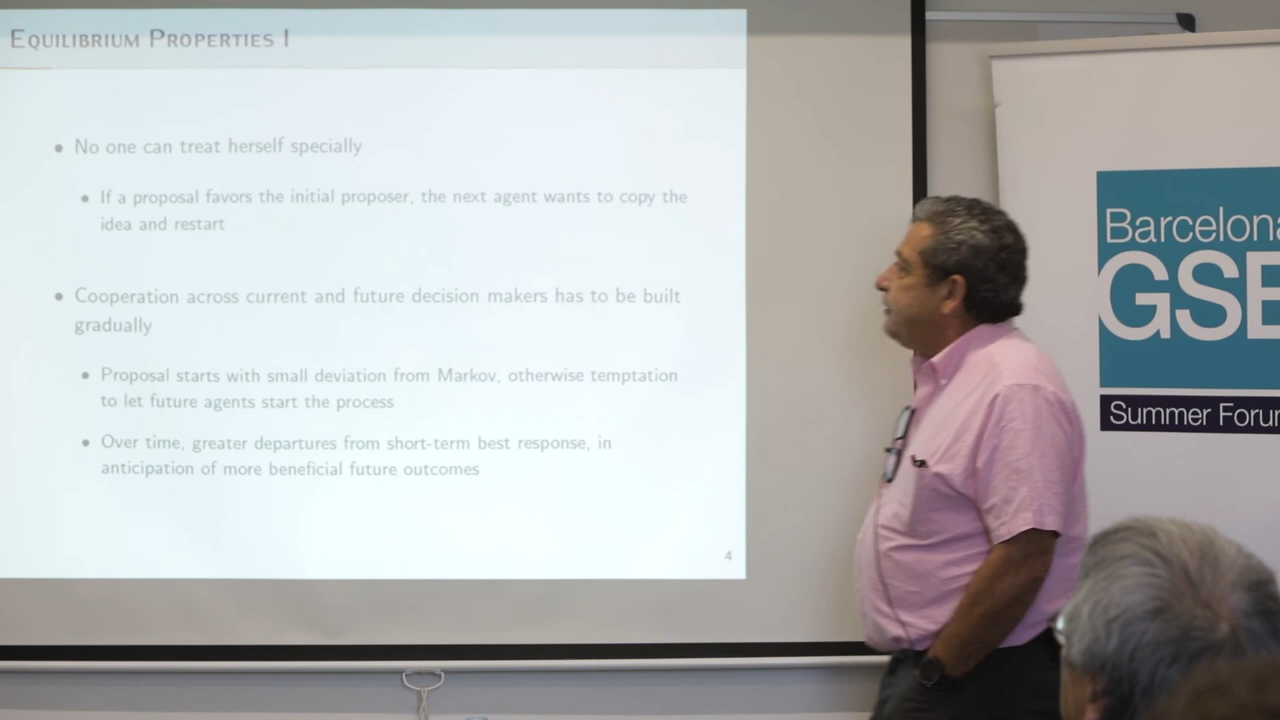 EQUILIBRIUM PROPERTIES I
• No one can treat herself specially
• If a proposal favors the initial proposer, the next agent wants to copy the
idea and restart
• Cooperation across current and future decision makers has to be built
gradually
• Proposal starts with small deviation from Markov, otherwise temptation
to let future agents start the process
• Over time, greater departures from short-term best response, in
anticipation of more beneficial future outcomes
4
Barcelona
GSE
Summer Forum